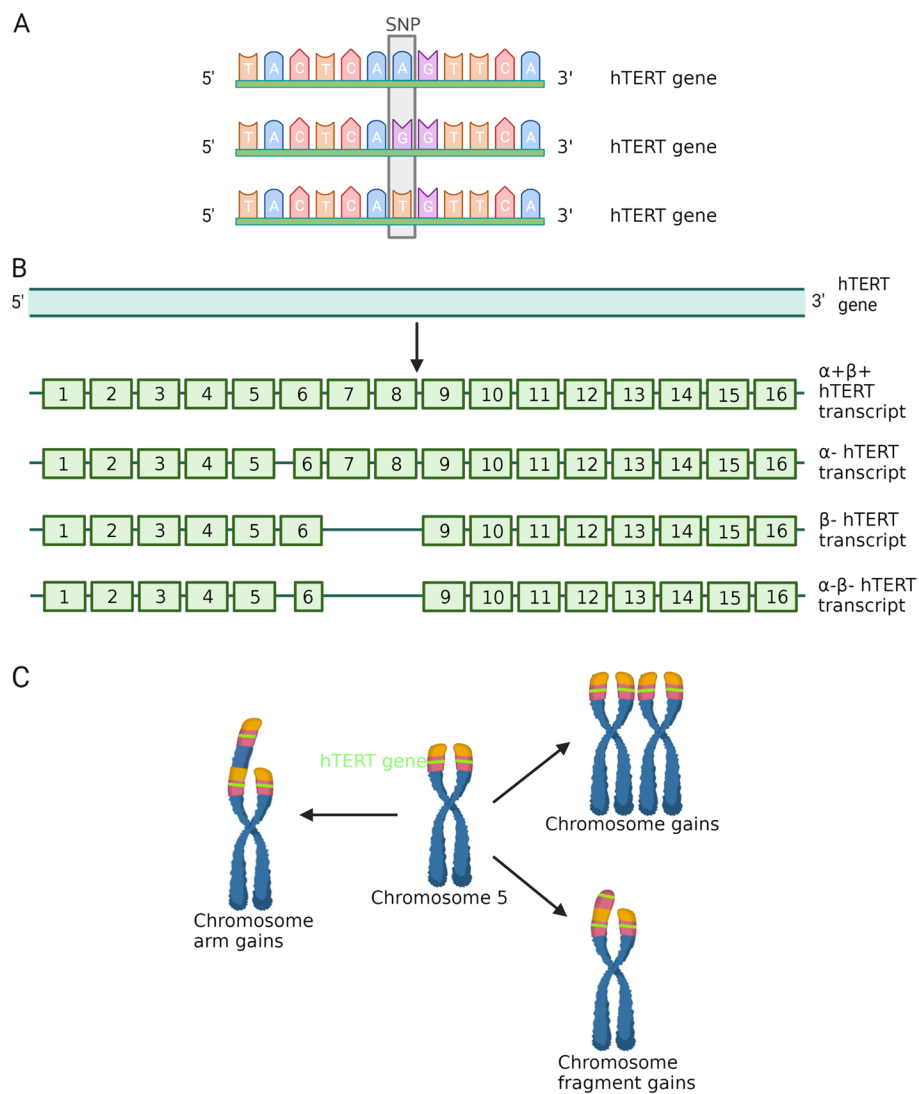 A
SNP
5' T A C T C A A G T T C A 3' hTERT gene
5' T A C T C A G G T T C A 3' hTERT gene
5' T A C T C A T G T T C A 3' hTERT gene
B
5' 3' hTERT
gene
α+β+
1 2 3 4 5 6 7 8 9 10 11 12 13 14 15 16 hTERT
transcript
1 2 3 4 5 6 7 8 9 10 11 12 13 14 15 16 α- hTERT
transcript
1 2 3 4 5 6 9 10 11 12 13 14 15 16 β- hTERT
transcript
1 2 3 4 5 6 9 10 11 12 13 14 15 16 α-β- hTERT
transcript
C
hTERT gene
Chromosome gains
Chromosome 5
Chromosome
arm gains
Chromosome
fragment gains